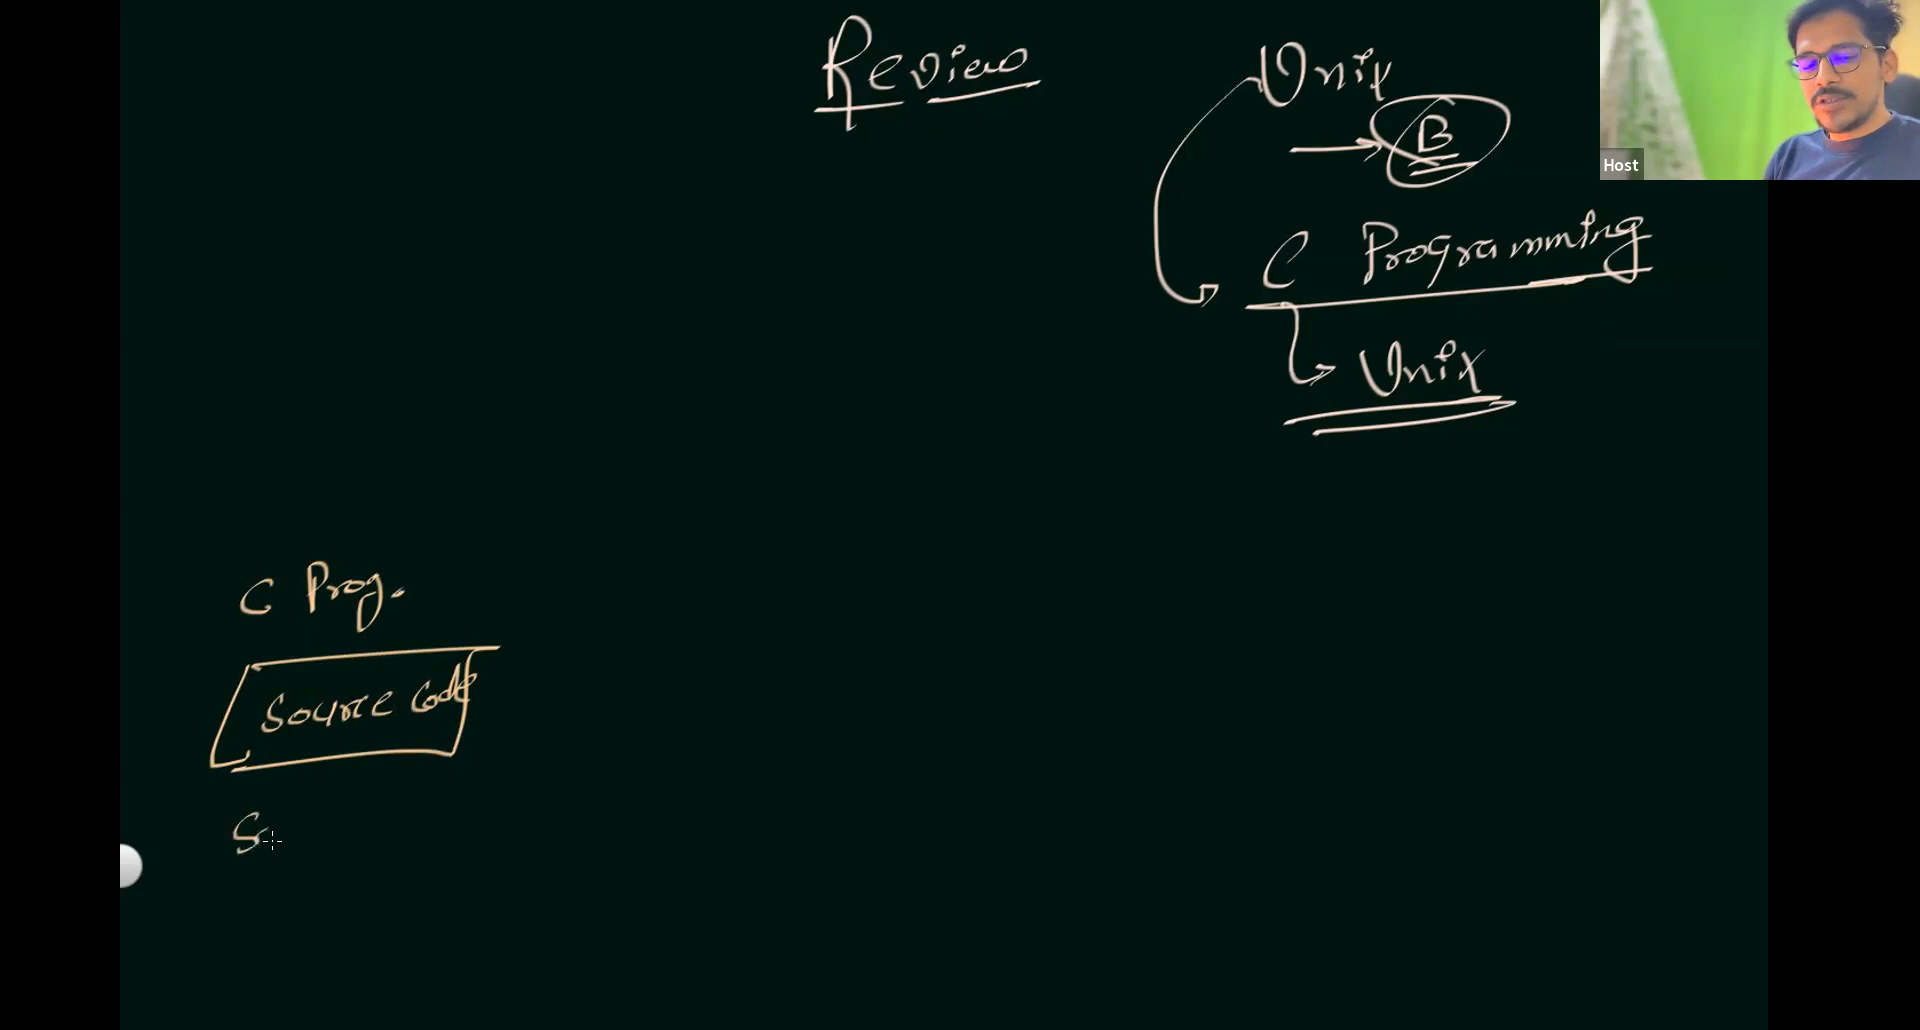 Review
Unix
B
Host
C Programming
Unix
C Prog.
Source Code
S